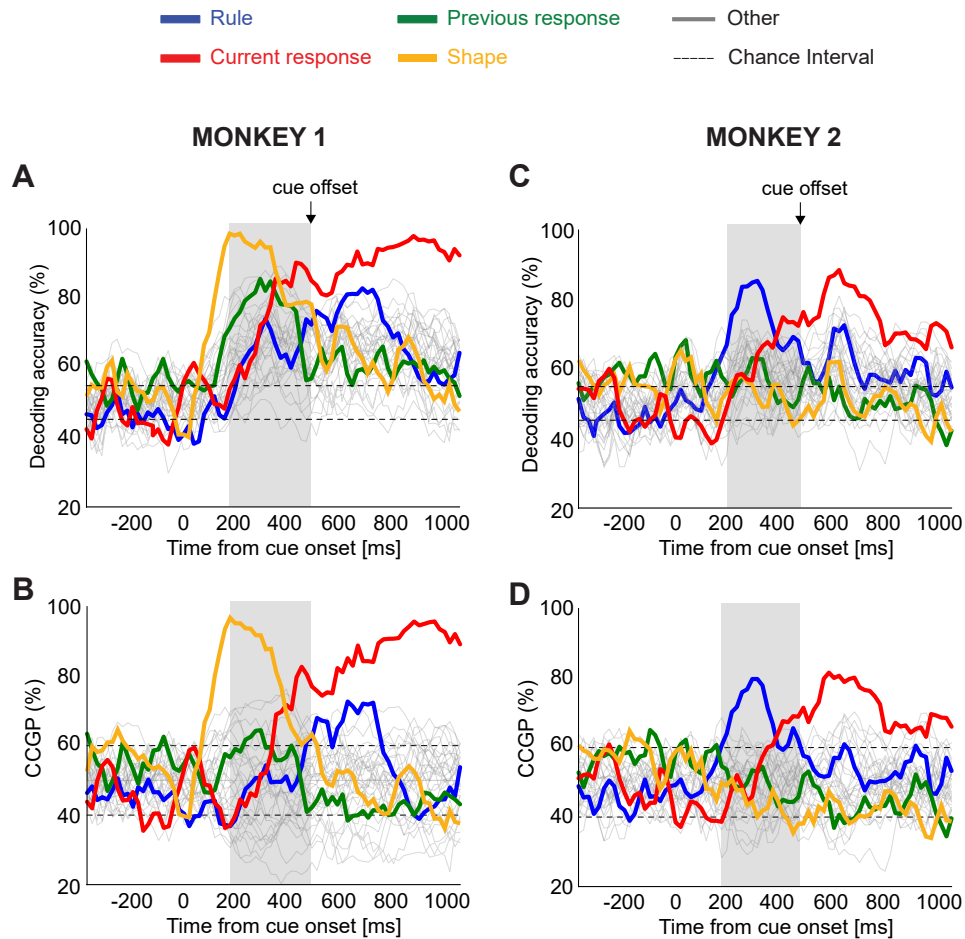 Rule
Previous response
Other
Current response
Shape
Chance Interval
MONKEY 1
MONKEY 2
A
cue offset
100
80
60
40
20
Decoding accuracy (%)
-200 0 200 400 600 800 1000
Time from cue onset [ms]
C
cue offset
100
80
60
40
20
Decoding accuracy (%)
-200 0 200 400 600 800 1000
Time from cue onset [ms]
B
100
80
60
40
20
CCGP (%)
-200 0 200 400 600 800 1000
Time from cue onset [ms]
D
100
80
60
40
20
CCGP (%)
-200 0 200 400 600 800 1000
Time from cue onset [ms]